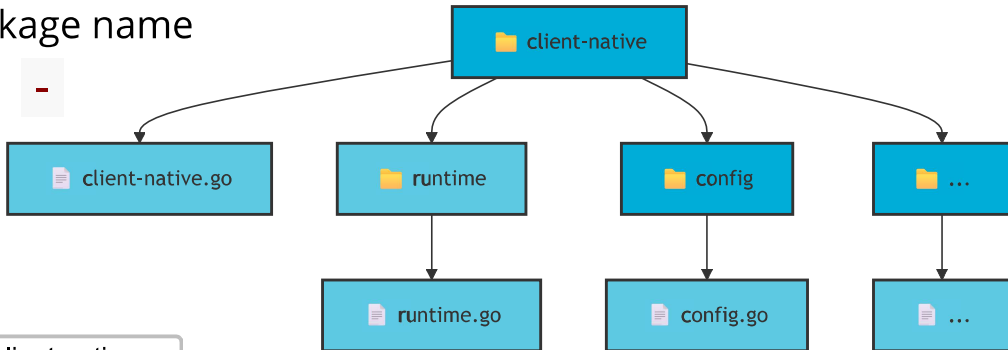 kage name
-
client-native
client-native.go
runtime
config
...
runtime.go
config.go
...